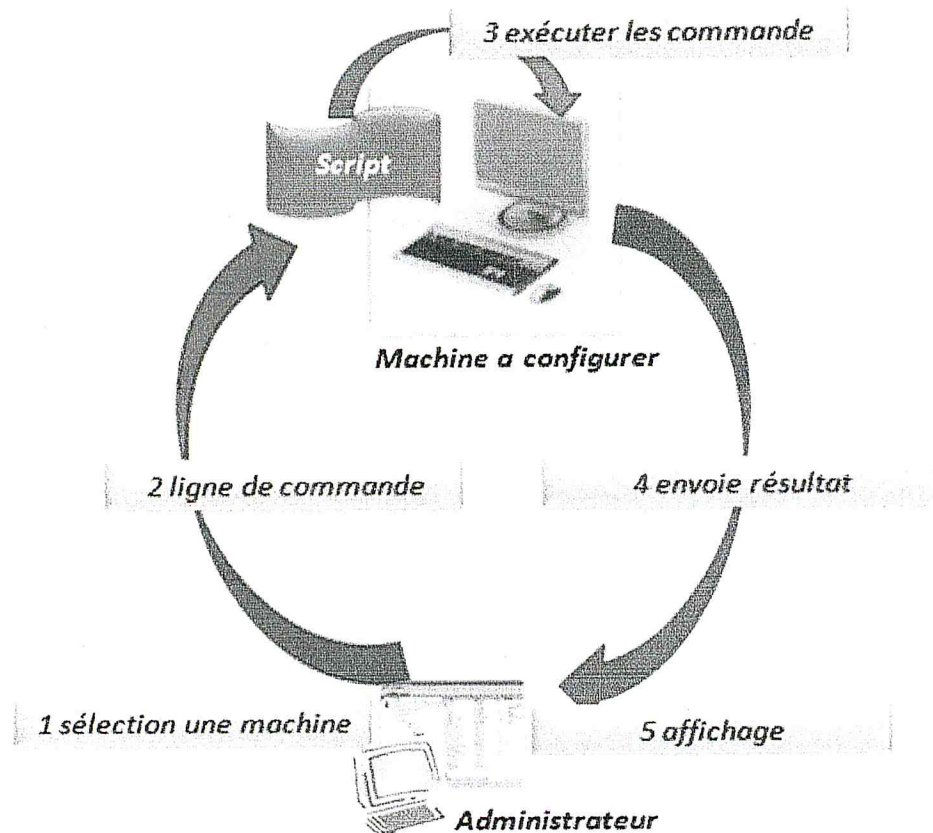 3 exécuter les commande
Script
Machine a configurer
2 ligne de commande
4 envoie résultat
1 sélection une machine
5 affichage
Administrateur